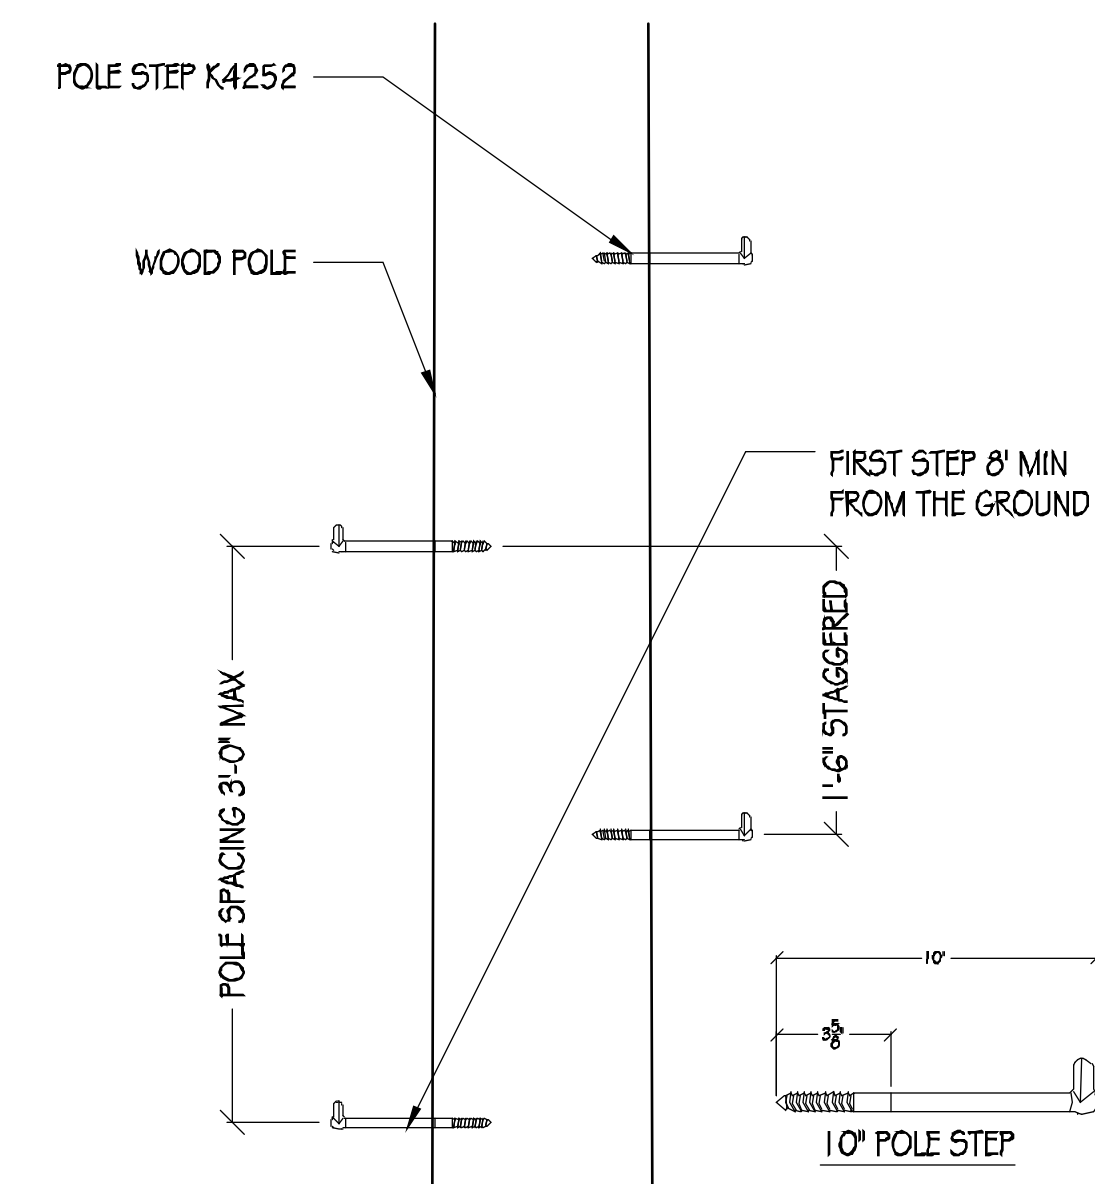 POLE STEP K4252
WOOD POLE
FIRST STEP 8' MIN
FROM THE GROUND
POLE SPACING 3'-0" MAX
1'-6" STAGGERED
10"
3 5/8"
10" POLE STEP